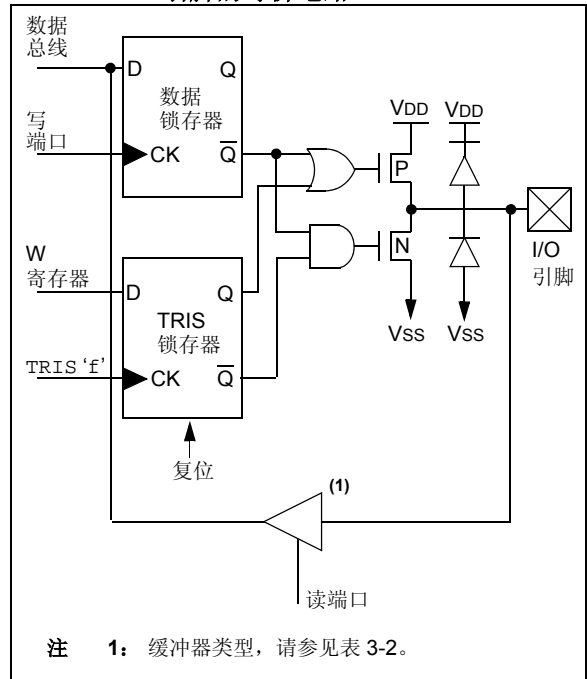 数据
总线
D
Q
数据
锁存器
写
端口
CK
Q
VDD
VDD
P
N
I/O
引脚
VSS
VSS
W
寄存器
D
Q
TRIS
锁存器
TRIS 'f'
CK
Q
复位
(1)
读端口
注 1: 缓冲器类型，请参见表 3-2。